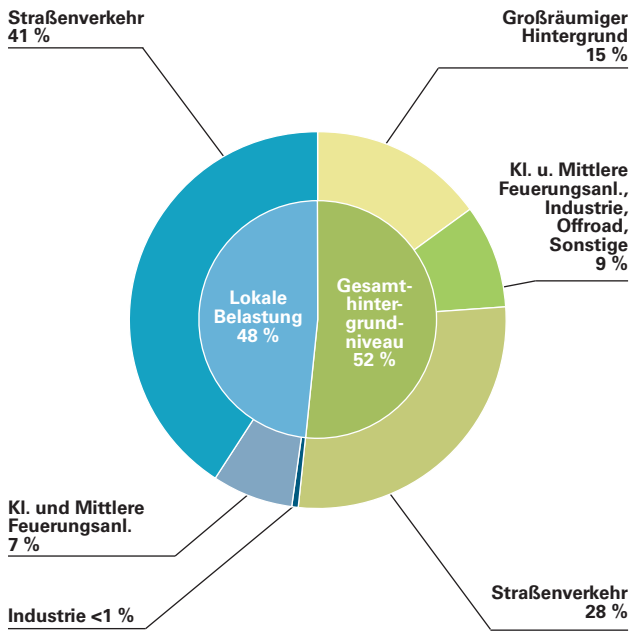 Straßenverkehr
41 %
Großräumiger
Hintergrund
15 %
Kl. u. Mittlere
Feuerungsanl.,
Industrie,
Offroad,
Sonstige
9 %
Lokale
Belastung
48 %
Gesamt-
hinter-
grund-
niveau
52 %
Kl. und Mittlere
Feuerungsanl.
7 %
Industrie <1 %
Straßenverkehr
28 %